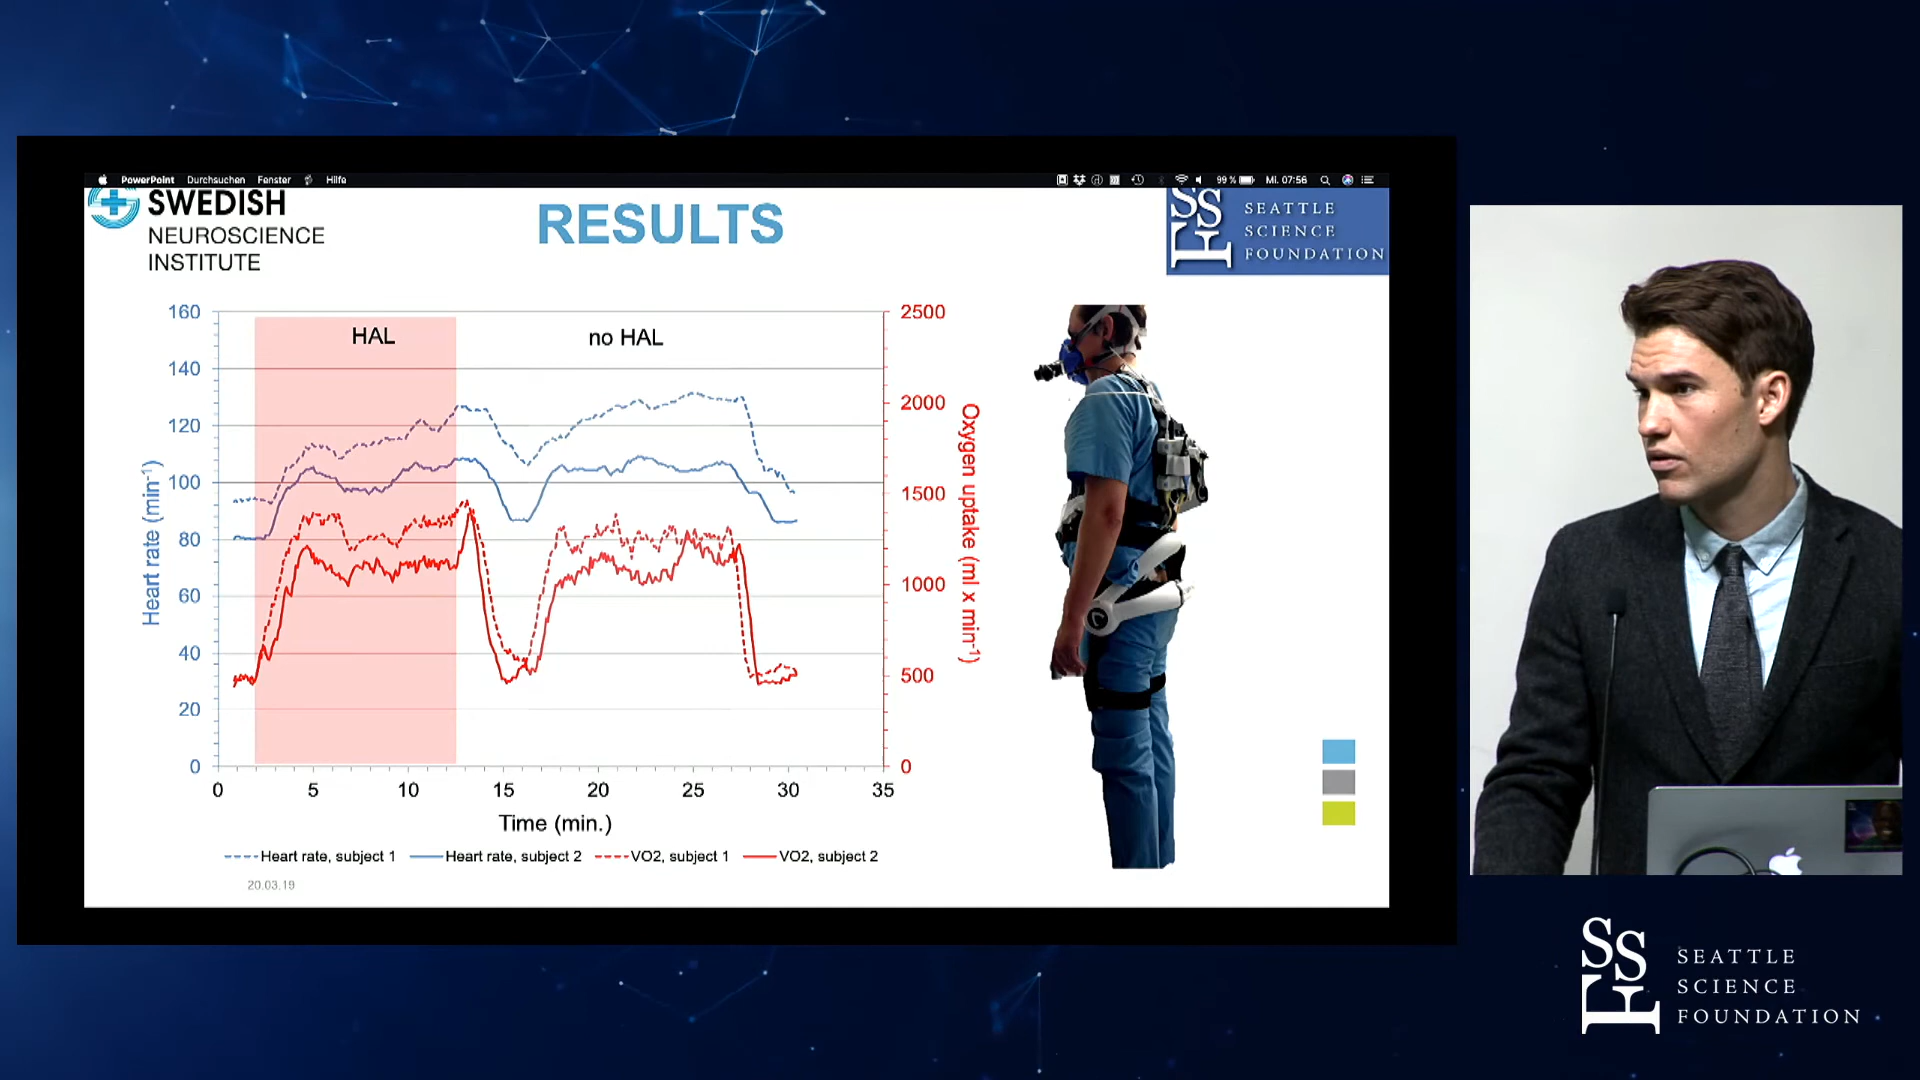 PowerPoint Durchsuchen Fenster Hilfe
99 % Mi. 07:56
SWEDISH
NEUROSCIENCE
INSTITUTE
RESULTS
SSF
SEATTLE
SCIENCE
FOUNDATION
HAL
no HAL
160
140
120
100
80
60
40
20
0
Heart rate (min-1)
2500
2000
1500
1000
500
0
Oxygen uptake (ml x min-1)
0 5 10 15 20 25 30 35
Time (min.)
Heart rate, subject 1 Heart rate, subject 2 VO2, subject 1 VO2, subject 2
20.03.19
SSF
SEATTLE
SCIENCE
FOUNDATION